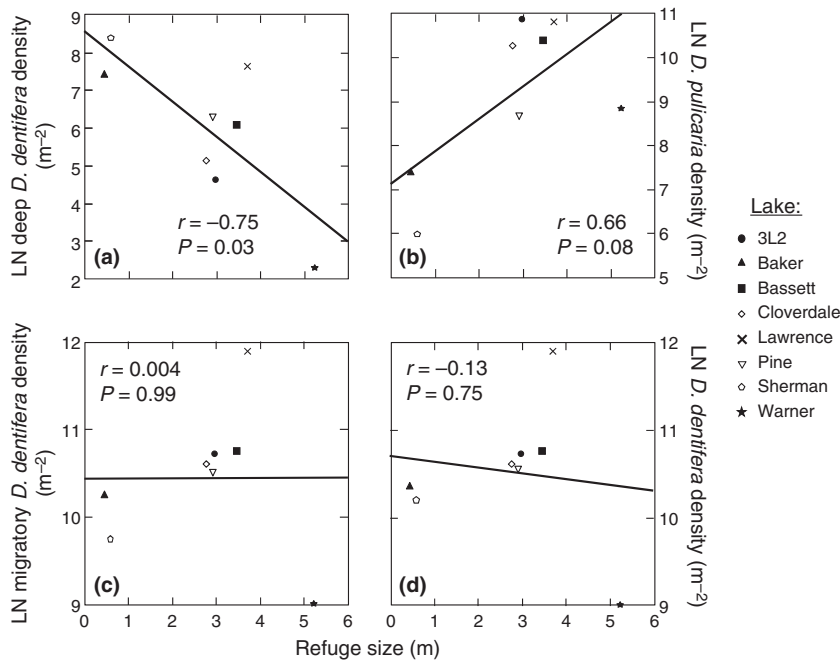 9
8
7
6
5
4
3
2
LN deep D. dentifera density
(m⁻²)
r = –0.75
P = 0.03
(a)
11
10
9
8
7
6
5
LN D. pulicaria density (m⁻²)
r = 0.66
P = 0.08
(b)
Lake:
3L2
Baker
Bassett
Cloverdale
Lawrence
Pine
Sherman
Warner
12
11
10
9
LN migratory D. dentifera density
(m⁻²)
r = 0.004
P = 0.99
(c)
0 1 2 3 4 5 6
12
11
10
9
LN D. dentifera density (m⁻²)
r = –0.13
P = 0.75
(d)
0 1 2 3 4 5 6
Refuge size (m)